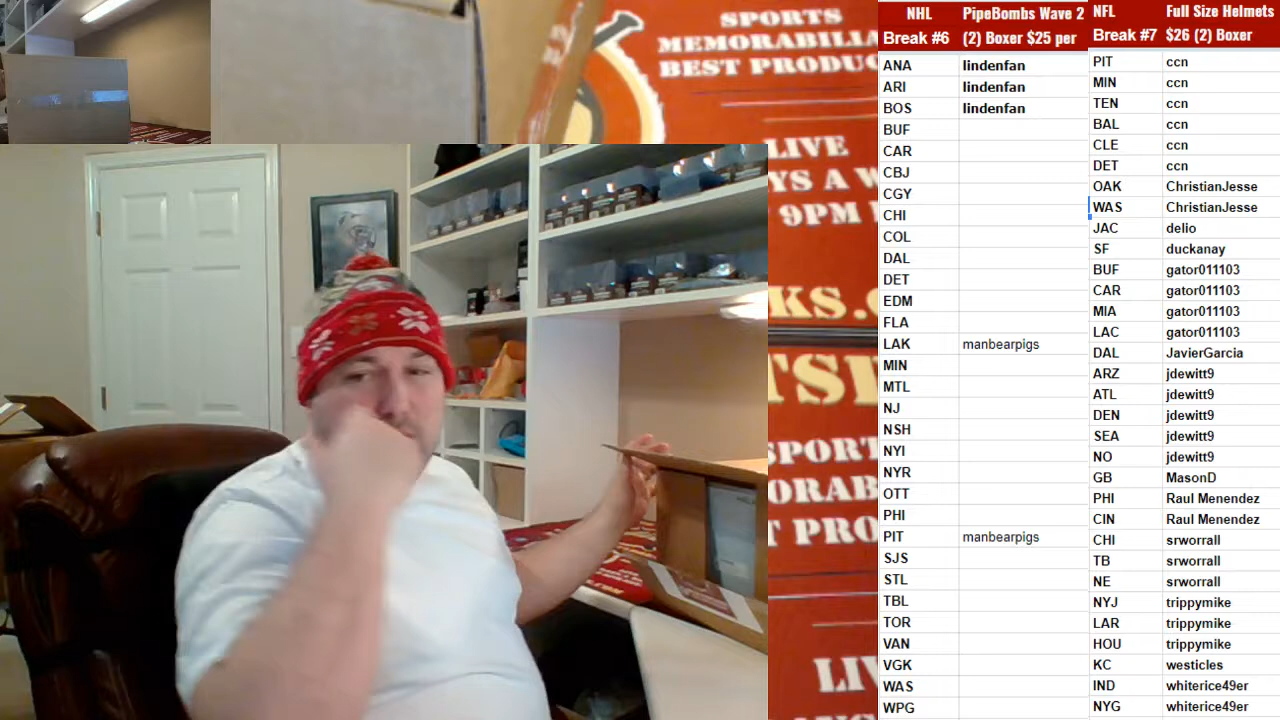 SPORTS
MEMORABILIA
BEST PRODUC
LIVE
YS A W
9PM
KS.
TS
SPORT
ORAB
T PRO
LIV
NHL PipeBombs Wave 2
Break #6 (2) Boxer $25 per
ANA lindenfan
ARI lindenfan
BOS lindenfan
BUF
CAR
CBJ
CGY
CHI
COL
DAL
DET
EDM
FLA
LAK manbearpigs
MIN
MTL
NJ
NSH
NYI
NYR
OTT
PHI
PIT manbearpigs
SJS
STL
TBL
TOR
VAN
VGK
WAS
WPG
NFL Full Size Helmets
Break #7 $26 (2) Boxer
PIT ccn
MIN ccn
TEN ccn
BAL ccn
CLE ccn
DET ccn
OAK ChristianJesse
WAS ChristianJesse
JAC delio
SF duckanay
BUF gator011103
CAR gator011103
MIA gator011103
LAC gator011103
DAL JavierGarcia
ARZ jdewitt9
ATL jdewitt9
DEN jdewitt9
SEA jdewitt9
NO jdewitt9
GB MasonD
PHI Raul Menendez
CIN Raul Menendez
CHI srworrall
TB srworrall
NE srworrall
NYJ trippymike
LAR trippymike
HOU trippymike
KC westicles
IND whiterice49er
NYG whiterice49er